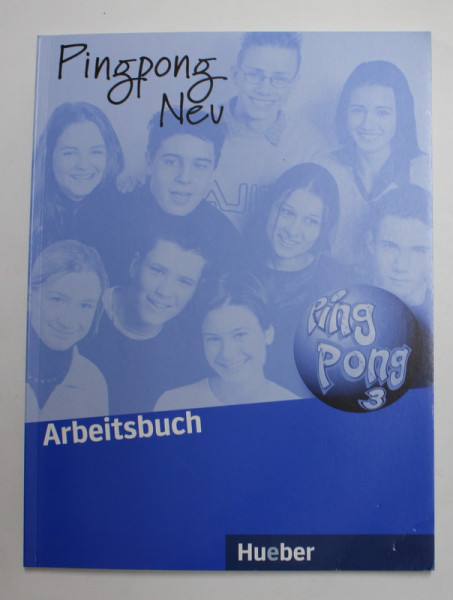 Pingpong
Neu
Ping
Pong
3
Arbeitsbuch
Hueber